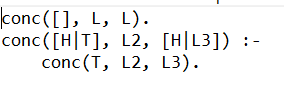 conc([], L, L).
conc([H|T], L2, [H|L3]) :-
    conc(T, L2, L3).